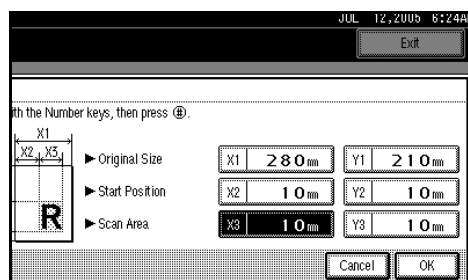 JUL 12,2005 6:24A
Exit
ith the Number keys, then press (#).
X1
X2 X3
R
►Original Size X1 280mm Y1 210mm
►Start Position X2 10mm Y2 10mm
►Scan Area X3 10mm Y3 10mm
Cancel OK